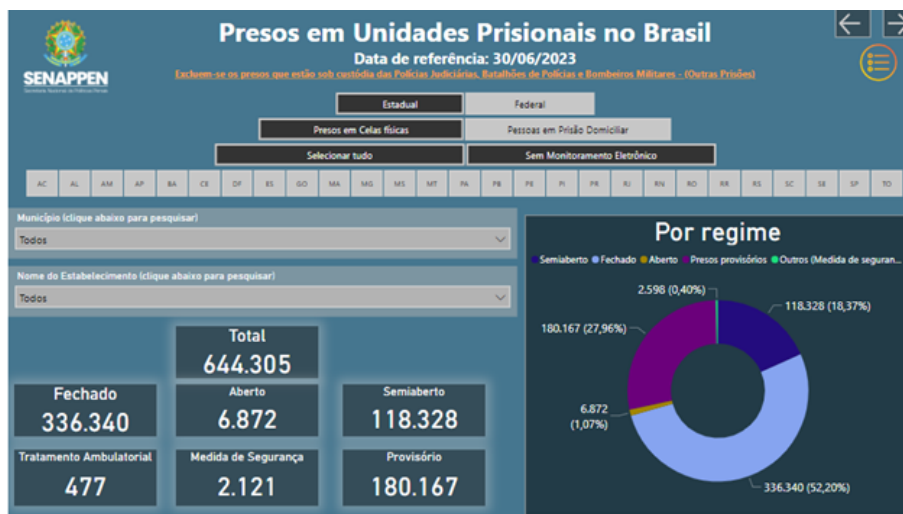 Presos em Unidades Prisionais no Brasil
Data de referência: 30/06/2023
Excluem-se os presos que estão sob custódia das Polícias Judiciárias, Batalhões de Polícias e Bombeiros Militares - (Outras Prisões)
SENAPPEN
Secretaria Nacional de Políticas Penais
Estadual Federal
Presos em Celas físicas Pessoas em Prisão Domiciliar
Selecionar tudo Sem Monitoramento Eletrônico
AC AL AM AP BA CE DF ES GO MA MG MS MT PA PB PE PI PR RJ RN RO RR RS SC SE SP TO
Município (clique abaixo para pesquisar)
Todos
Nome do Estabelecimento (clique abaixo para pesquisar)
Todos
Total
644.305
Fechado Aberto Semiaberto
336.340 6.872 118.328
Tratamento Ambulatorial Medida de Segurança Provisório
477 2.121 180.167
Por regime
Semiaberto Fechado Aberto Presos provisórios Outros (Medida de seguran...
2.598 (0,40%)
118.328 (18,37%)
180.167 (27,96%)
6.872
(1,07%)
336.340 (52,20%)